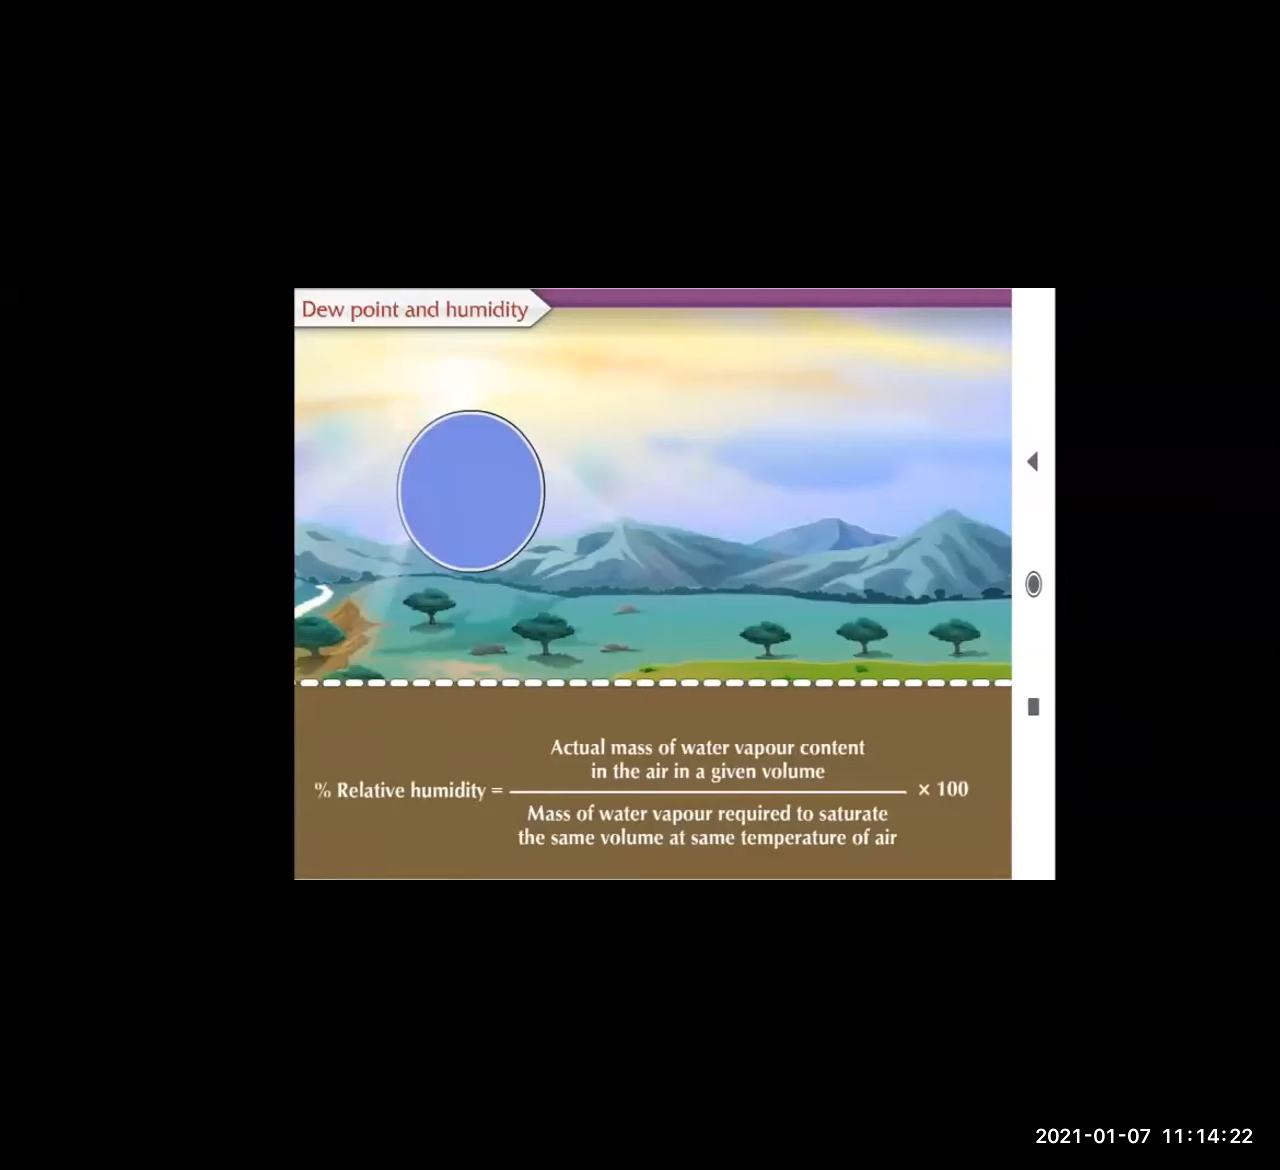 Dew point and humidity
Actual mass of water vapour content
in the air in a given volume
% Relative humidity = × 100
Mass of water vapour required to saturate
the same volume at same temperature of air
2021-01-07 11:14:22